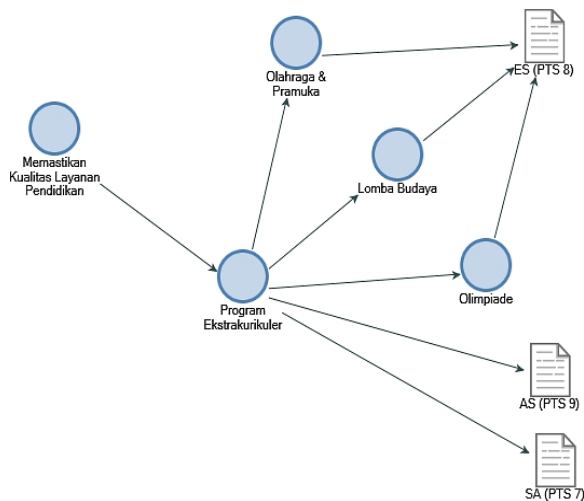 Olahraga &
Pramuka
ES (PTS 8)
Memastikan
Kualitas Layanan
Pendidikan
Lomba Budaya
Program
Ekstrakurikuler
Olimpiade
AS (PTS 9)
SA (PTS 7)